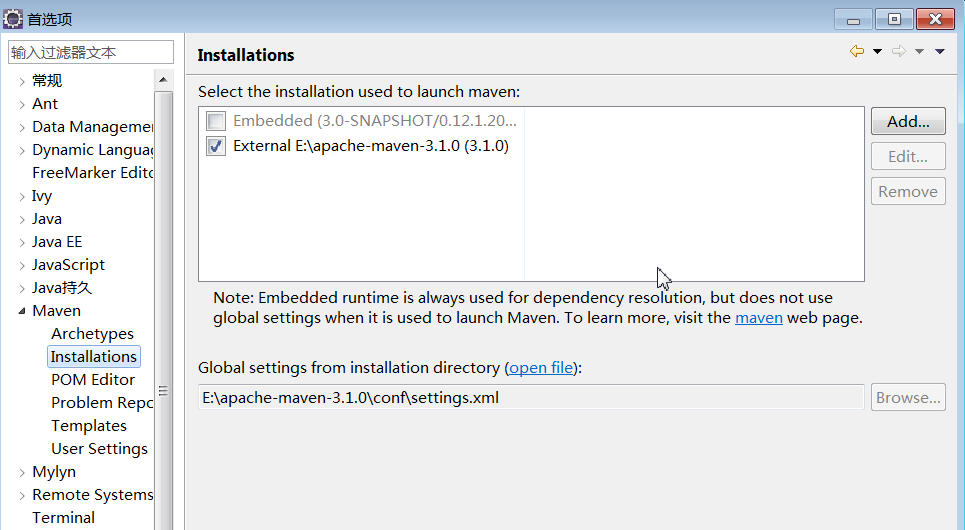 首选项
输入过滤器文本
常规
Ant
Data Managemen
Dynamic Languag
FreeMarker Edito
Ivy
Java
Java EE
JavaScript
Java持久
Maven
Archetypes
Installations
POM Editor
Problem Repo
Templates
User Settings
Mylyn
Remote Systems
Terminal
Installations
Select the installation used to launch maven:
Embedded (3.0-SNAPSHOT/0.12.1.20...
External E:\apache-maven-3.1.0 (3.1.0)
Add...
Edit...
Remove
Note: Embedded runtime is always used for dependency resolution, but does not use
global settings when it is used to launch Maven. To learn more, visit the maven web page.
Global settings from installation directory (open file):
E:\apache-maven-3.1.0\conf\settings.xml
Browse...